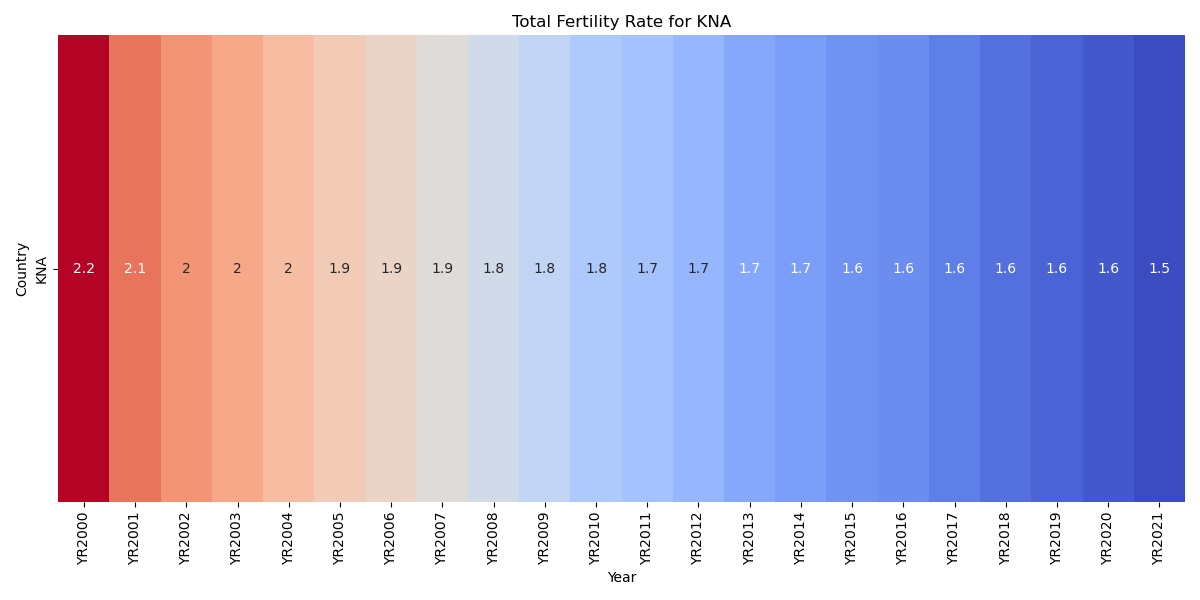 Total Fertility Rate for KNA
Country
KNA
2.2 2.1 2 2 2 1.9 1.9 1.9 1.8 1.8 1.8 1.7 1.7 1.7 1.7 1.6 1.6 1.6 1.6 1.6 1.6 1.5
YR2000 YR2001 YR2002 YR2003 YR2004 YR2005 YR2006 YR2007 YR2008 YR2009 YR2010 YR2011 YR2012 YR2013 YR2014 YR2015 YR2016 YR2017 YR2018 YR2019 YR2020 YR2021
Year